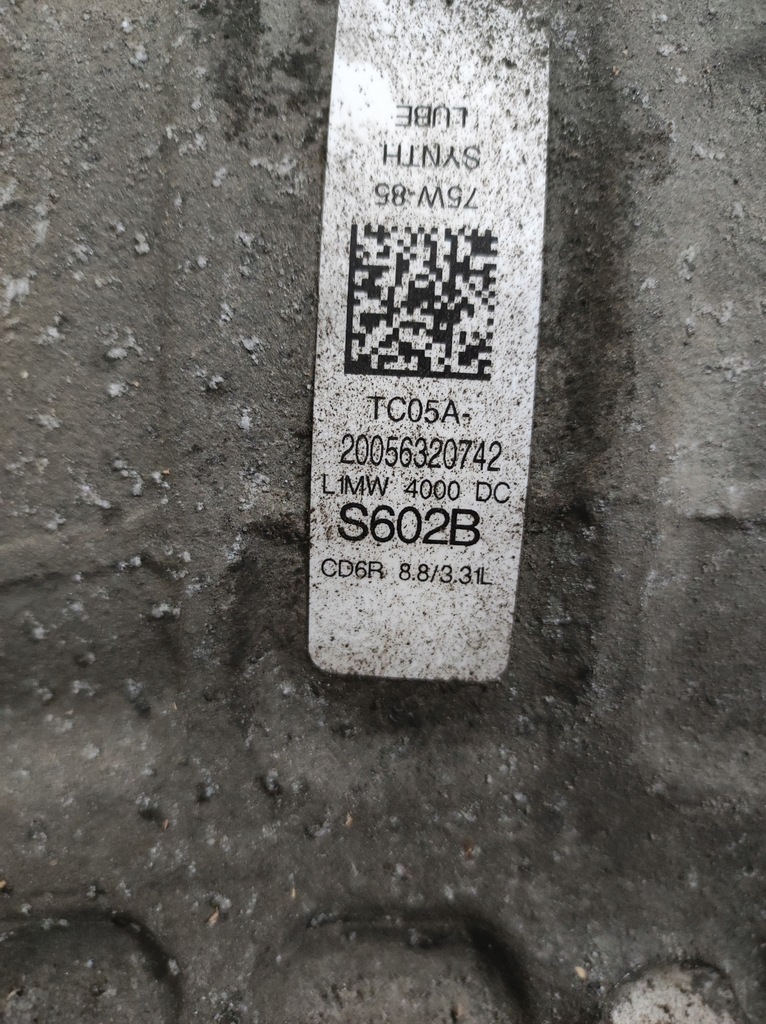 75W-85
SYNTH
LUBE
TC05A-
20056320742
L1MW 4000 DC
S602B
CD6R 8.8/3.31L